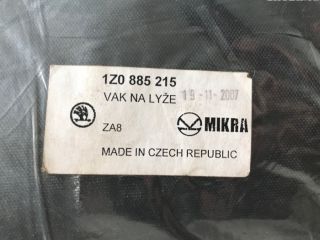 1Z0 885 215
VAK NA LYŽE 19-11-2007
ZA8 MIKRA
MADE IN CZECH REPUBLIC